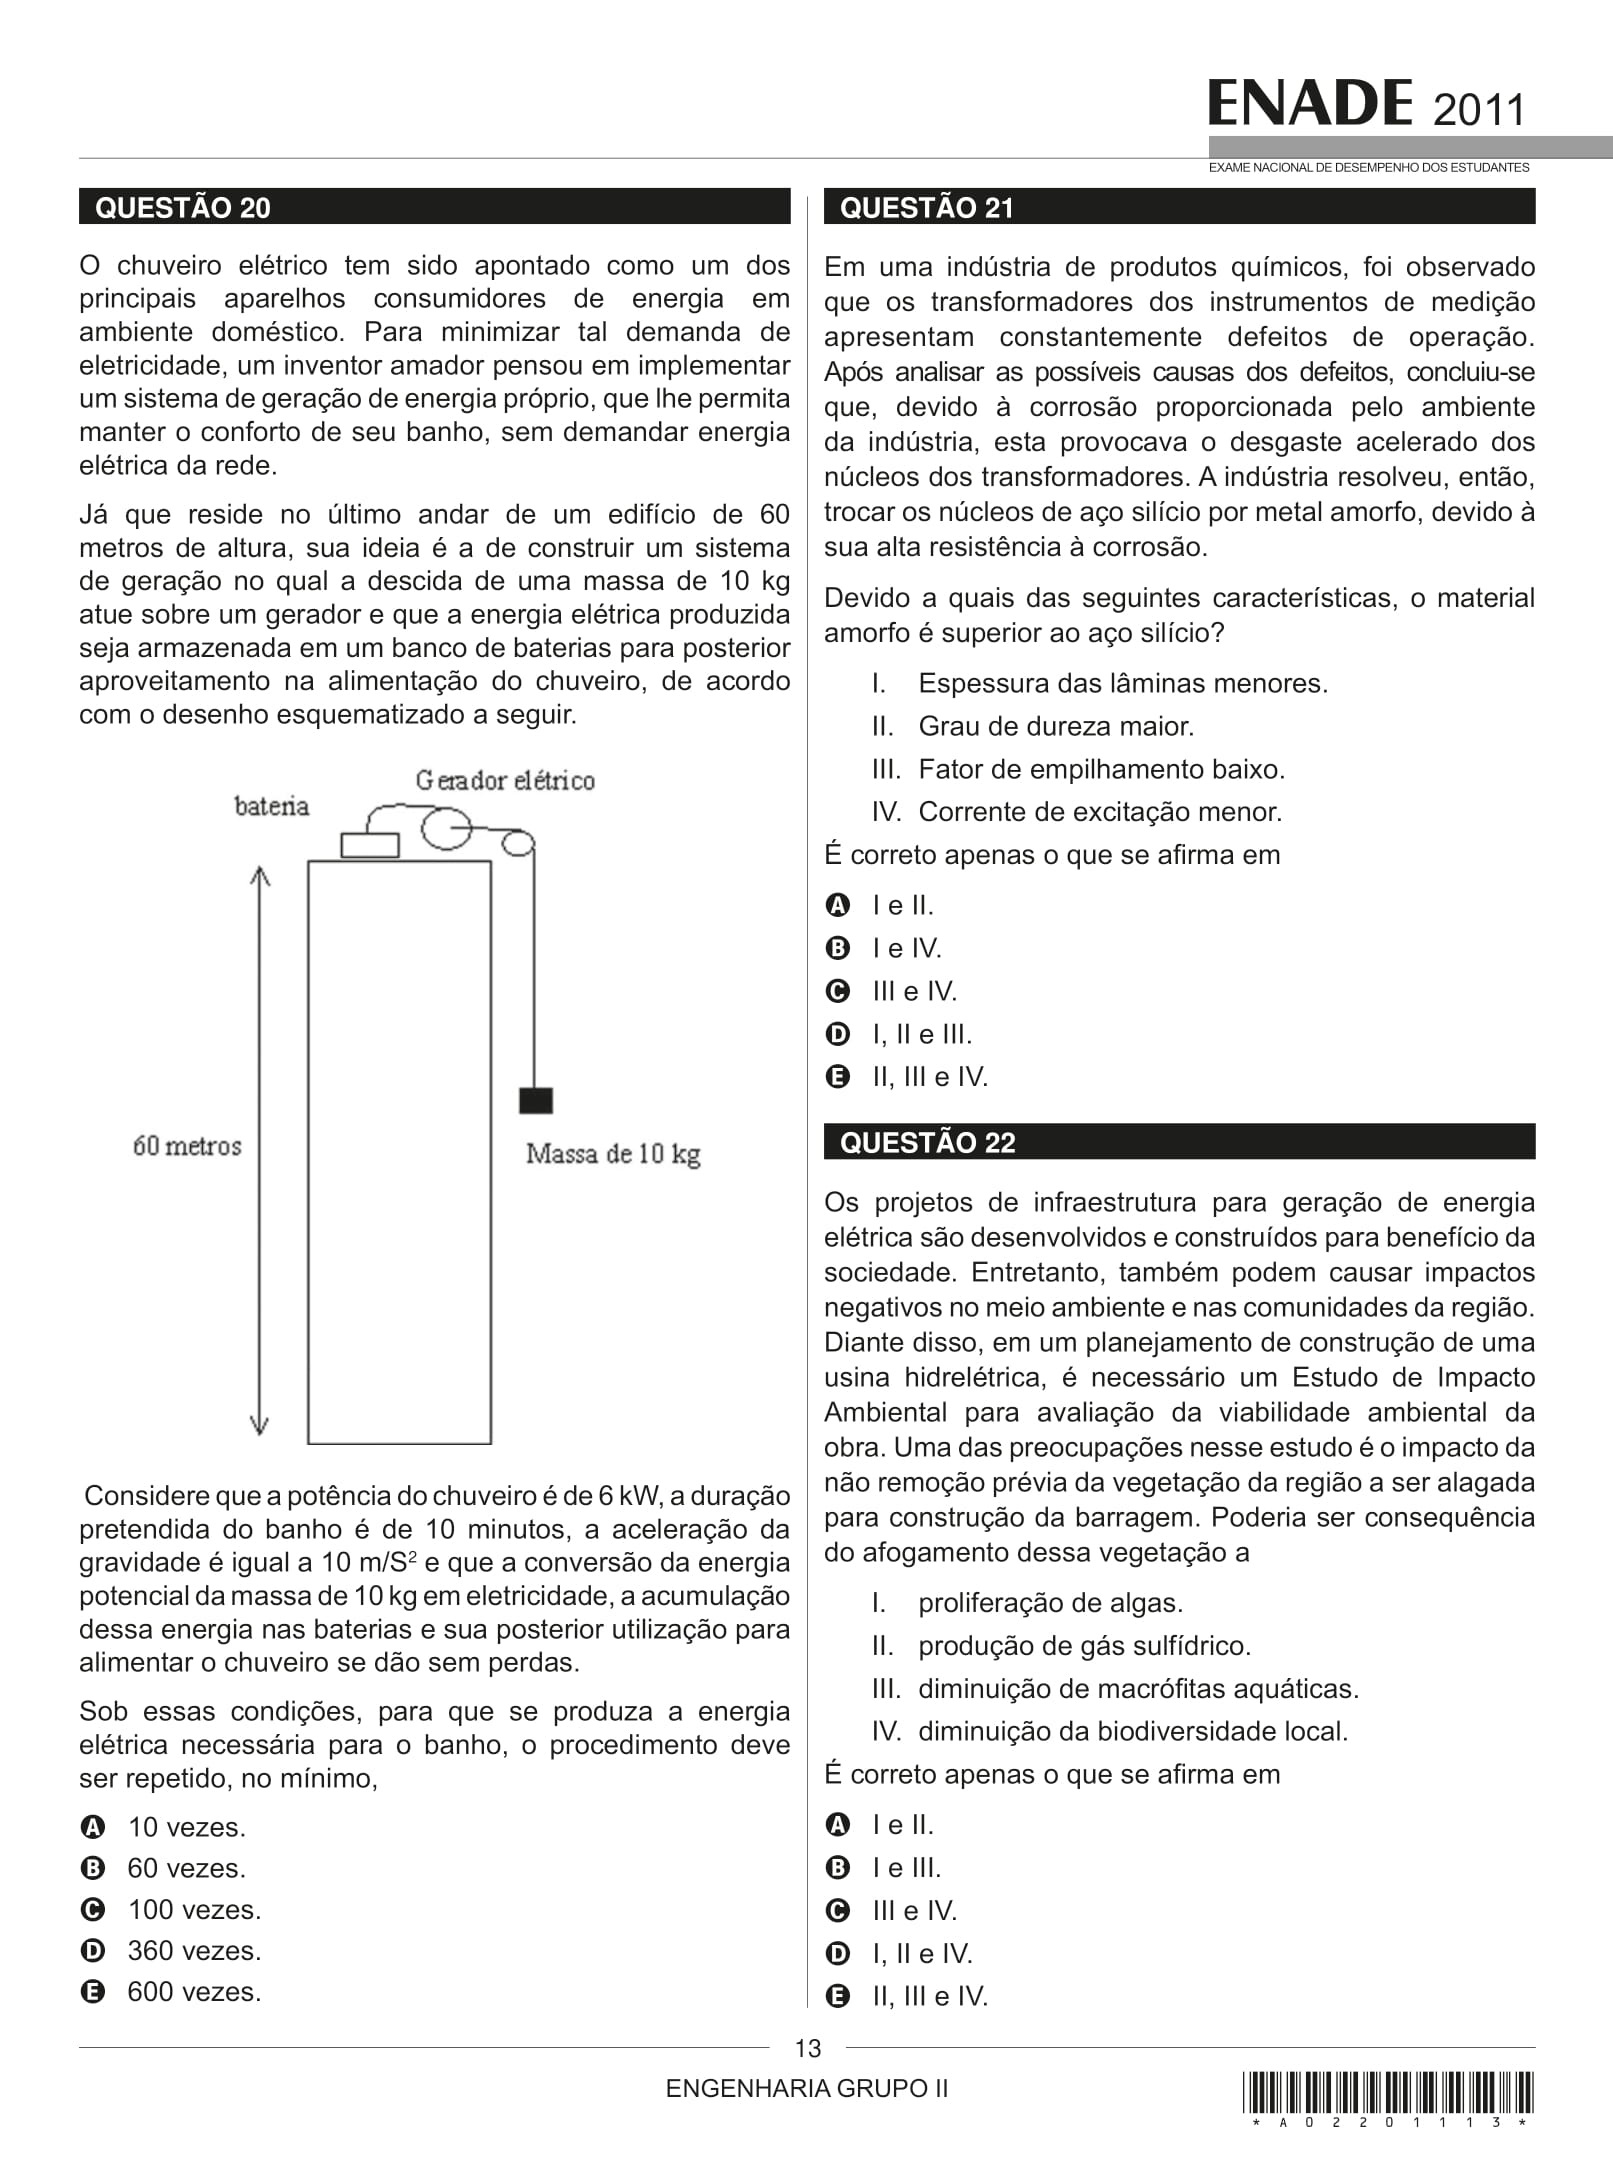 ENADE 2011
EXAME NACIONAL DE DESEMPENHO DOS ESTUDANTES
QUESTÃO 20
O chuveiro elétrico tem sido apontado como um dos
principais aparelhos consumidores de energia em
ambiente doméstico. Para minimizar tal demanda de
eletricidade, um inventor amador pensou em implementar
um sistema de geração de energia próprio, que lhe permita
manter o conforto de seu banho, sem demandar energia
elétrica da rede.
Já que reside no último andar de um edifício de 60
metros de altura, sua ideia é a de construir um sistema
de geração no qual a descida de uma massa de 10 kg
atue sobre um gerador e que a energia elétrica produzida
seja armazenada em um banco de baterias para posterior
aproveitamento na alimentação do chuveiro, de acordo
com o desenho esquematizado a seguir.
Gerador elétrico
bateria
60 metros
Massa de 10 kg
Considere que a potência do chuveiro é de 6 kW, a duração
pretendida do banho é de 10 minutos, a aceleração da
gravidade é igual a 10 m/S² e que a conversão da energia
potencial da massa de 10 kg em eletricidade, a acumulação
dessa energia nas baterias e sua posterior utilização para
alimentar o chuveiro se dão sem perdas.
Sob essas condições, para que se produza a energia
elétrica necessária para o banho, o procedimento deve
ser repetido, no mínimo,
A 10 vezes.
B 60 vezes.
C 100 vezes.
D 360 vezes.
E 600 vezes.
QUESTÃO 21
Em uma indústria de produtos químicos, foi observado
que os transformadores dos instrumentos de medição
apresentam constantemente defeitos de operação.
Após analisar as possíveis causas dos defeitos, concluiu-se
que, devido à corrosão proporcionada pelo ambiente
da indústria, esta provocava o desgaste acelerado dos
núcleos dos transformadores. A indústria resolveu, então,
trocar os núcleos de aço silício por metal amorfo, devido à
sua alta resistência à corrosão.
Devido a quais das seguintes características, o material
amorfo é superior ao aço silício?
I. Espessura das lâminas menores.
II. Grau de dureza maior.
III. Fator de empilhamento baixo.
IV. Corrente de excitação menor.
É correto apenas o que se afirma em
A I e II.
B I e IV.
C III e IV.
D I, II e III.
E II, III e IV.
QUESTÃO 22
Os projetos de infraestrutura para geração de energia
elétrica são desenvolvidos e construídos para benefício da
sociedade. Entretanto, também podem causar impactos
negativos no meio ambiente e nas comunidades da região.
Diante disso, em um planejamento de construção de uma
usina hidrelétrica, é necessário um Estudo de Impacto
Ambiental para avaliação da viabilidade ambiental da
obra. Uma das preocupações nesse estudo é o impacto da
não remoção prévia da vegetação da região a ser alagada
para construção da barragem. Poderia ser consequência
do afogamento dessa vegetação a
I. proliferação de algas.
II. produção de gás sulfídrico.
III. diminuição de macrófitas aquáticas.
IV. diminuição da biodiversidade local.
É correto apenas o que se afirma em
A I e II.
B I e III.
C III e IV.
D I, II e IV.
E II, III e IV.
13
ENGENHARIA GRUPO II
* A 0 2 2 0 1 1 1 3 *